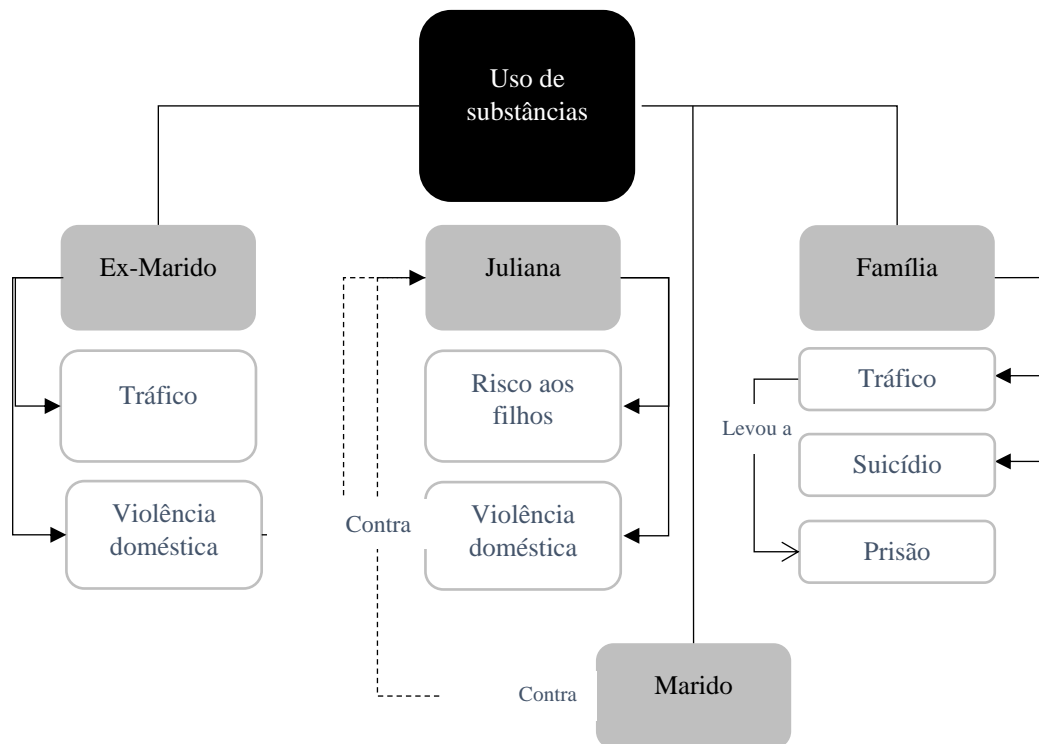 Uso de
substâncias
Ex-Marido
Juliana
Família
Tráfico
Risco aos
filhos
Tráfico
Levou a
Suicídio
Violência
doméstica
Contra
Violência
doméstica
Prisão
Contra
Marido